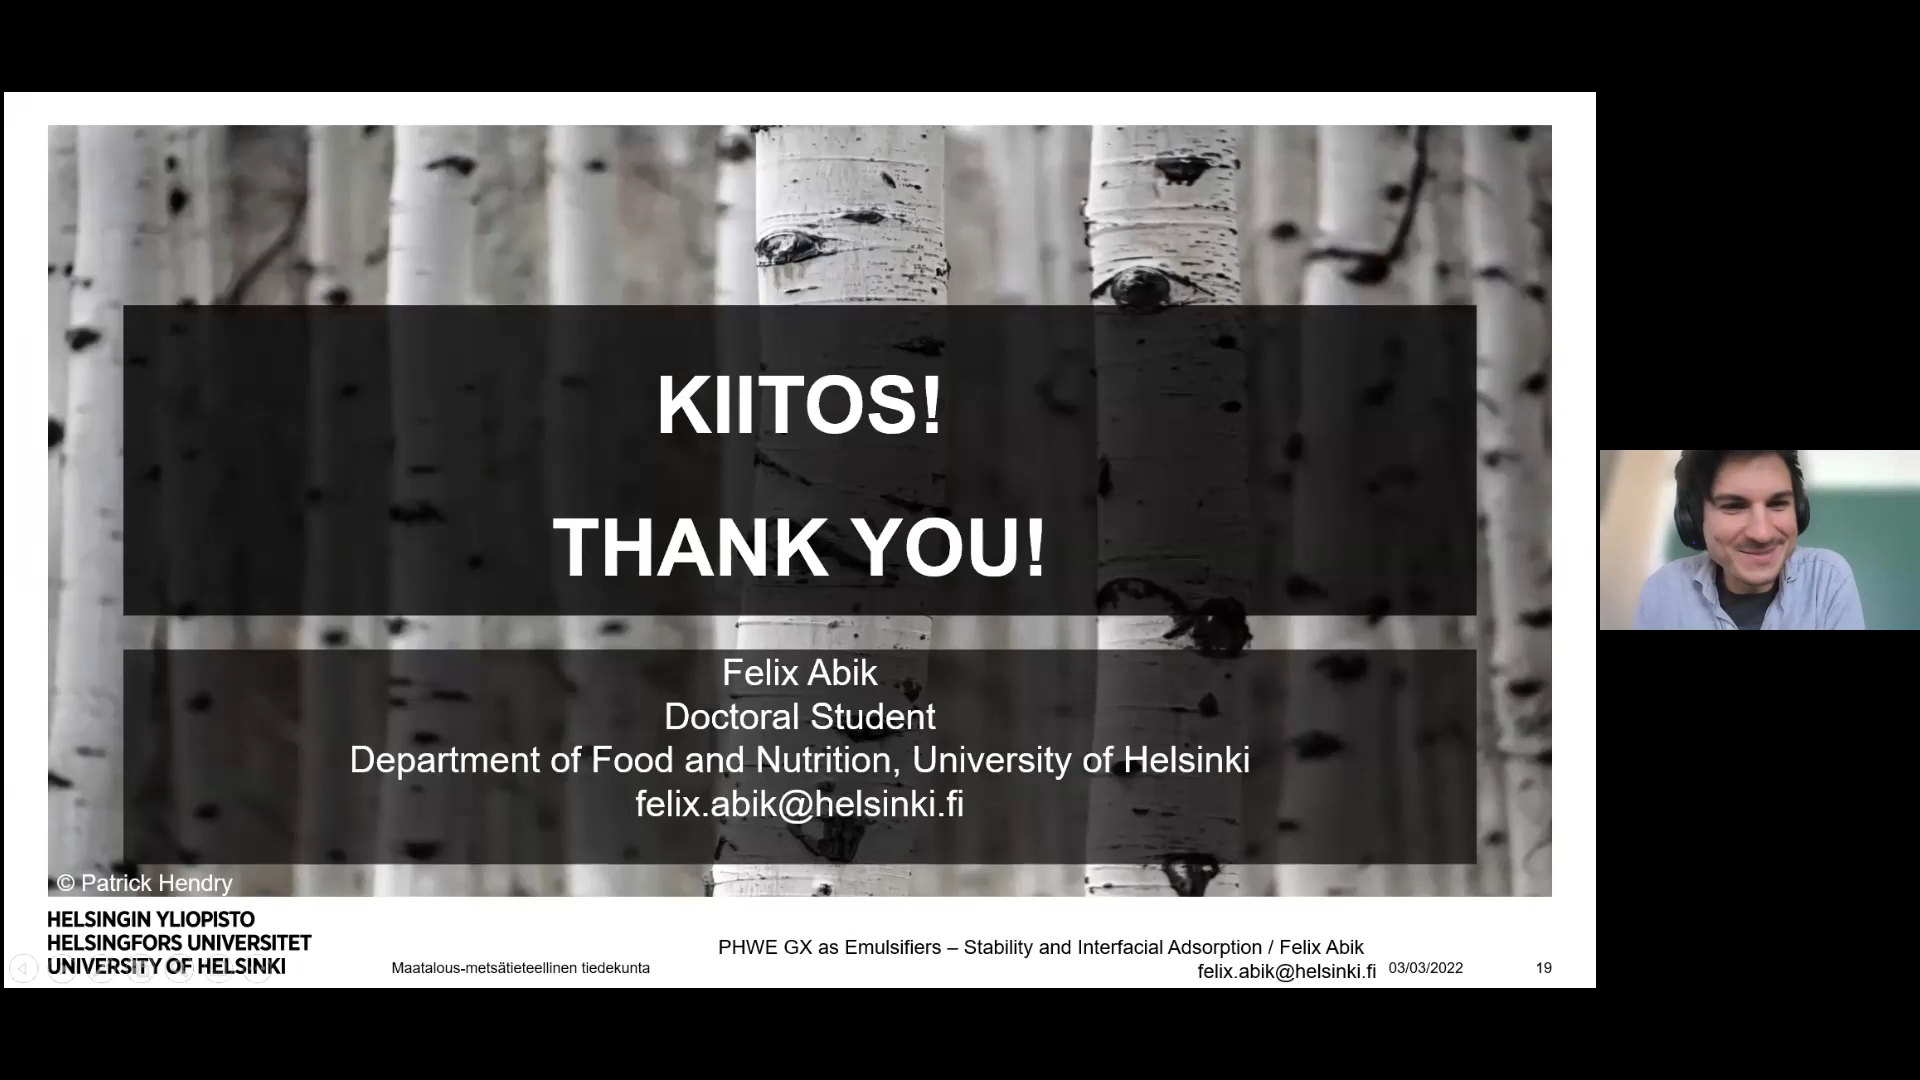 KIITOS!
THANK YOU!
Felix Abik
Doctoral Student
Department of Food and Nutrition, University of Helsinki
felix.abik@helsinki.fi
© Patrick Hendry
HELSINGIN YLIOPISTO
HELSINGFORS UNIVERSITET
UNIVERSITY OF HELSINKI
Maatalous-metsätieteellinen tiedekunta
PHWE GX as Emulsifiers – Stability and Interfacial Adsorption / Felix Abik
felix.abik@helsinki.fi
03/03/2022
19